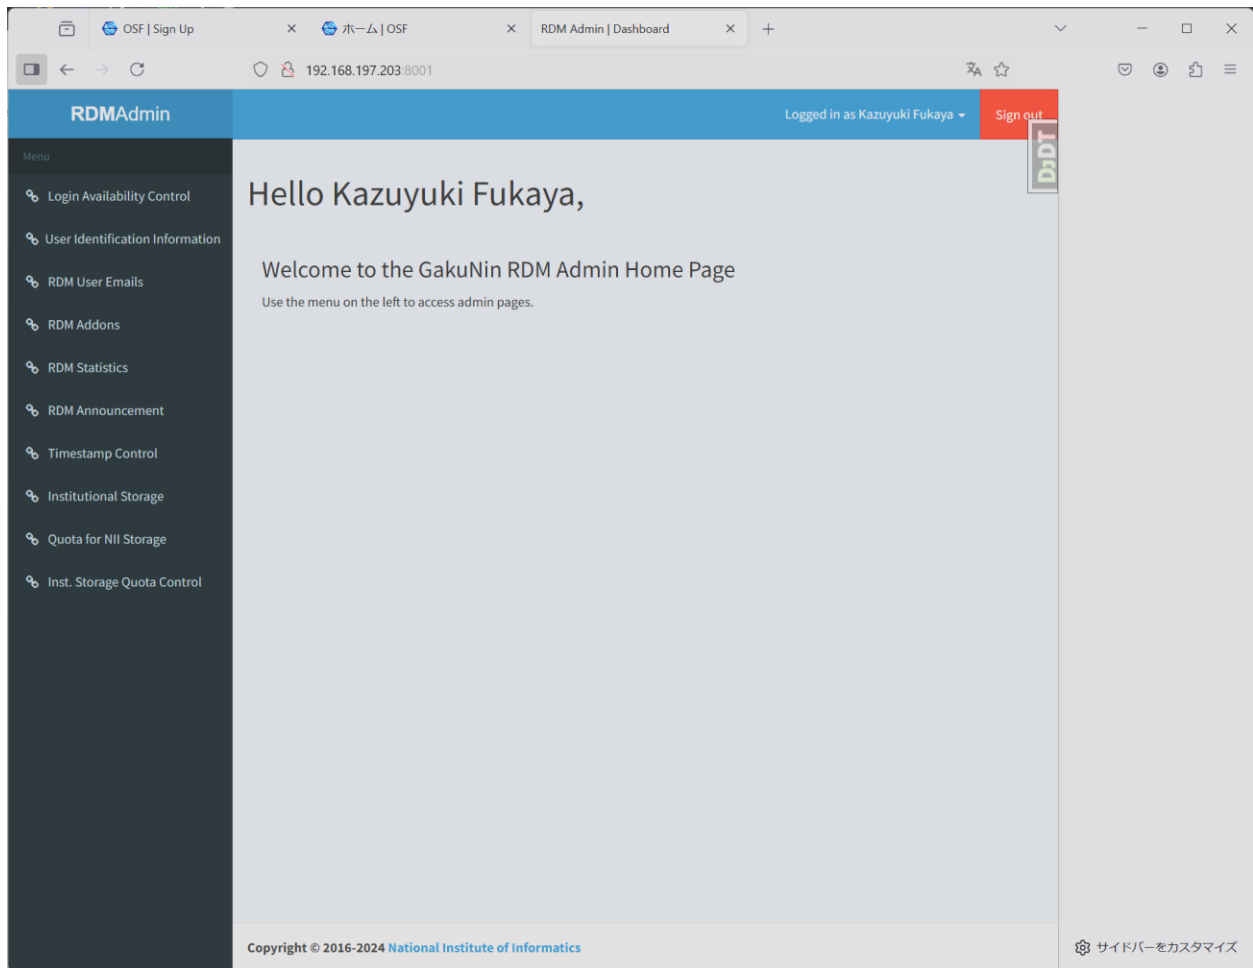 OSF | Sign Up
ホーム | OSF
RDM Admin | Dashboard
192.168.197.203:8001
RDMAdmin
Logged in as Kazuyuki Fukaya
Sign out
DjDT
Menu
Login Availability Control
User Identification Information
RDM User Emails
RDM Addons
RDM Statistics
RDM Announcement
Timestamp Control
Institutional Storage
Quota for NII Storage
Inst. Storage Quota Control
Hello Kazuyuki Fukaya,
Welcome to the GakuNin RDM Admin Home Page
Use the menu on the left to access admin pages.
Copyright © 2016-2024 National Institute of Informatics
サイドバーをカスタマイズ